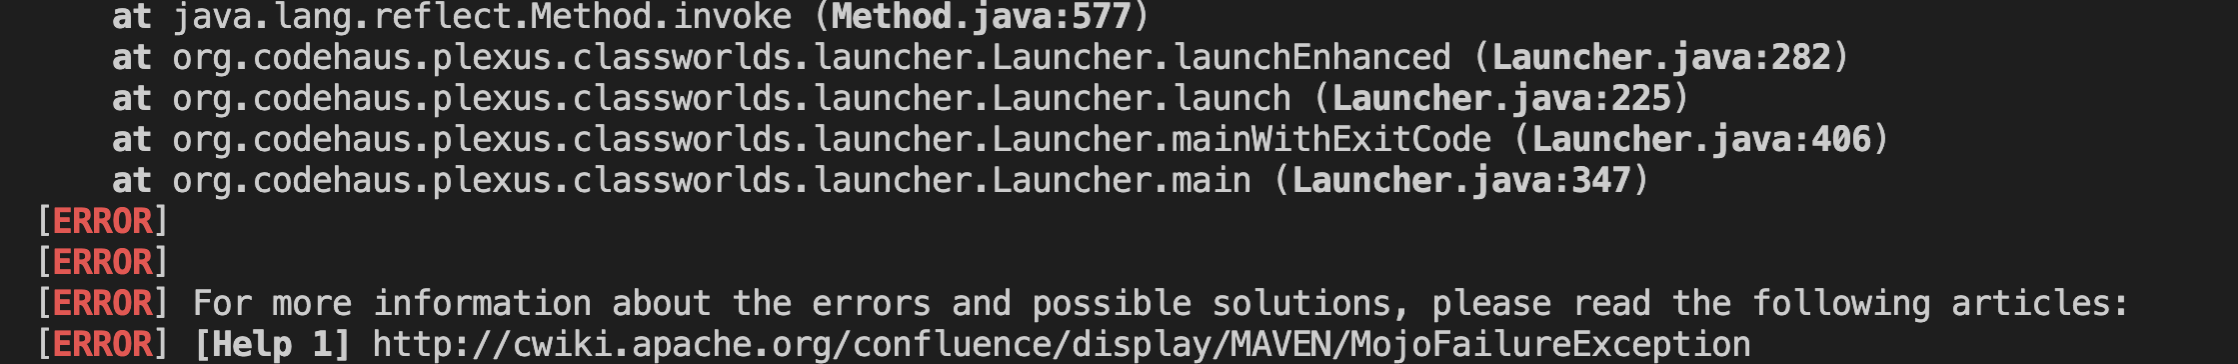 at java.lang.reflect.Method.invoke (Method.java:577)
at org.codehaus.plexus.classworlds.launcher.Launcher.launchEnhanced (Launcher.java:282)
at org.codehaus.plexus.classworlds.launcher.Launcher.launch (Launcher.java:225)
at org.codehaus.plexus.classworlds.launcher.Launcher.mainWithExitCode (Launcher.java:406)
at org.codehaus.plexus.classworlds.launcher.Launcher.main (Launcher.java:347)
[ERROR]
[ERROR]
[ERROR] For more information about the errors and possible solutions, please read the following articles:
[ERROR] [Help 1] http://cwiki.apache.org/confluence/display/MAVEN/MojoFailureException